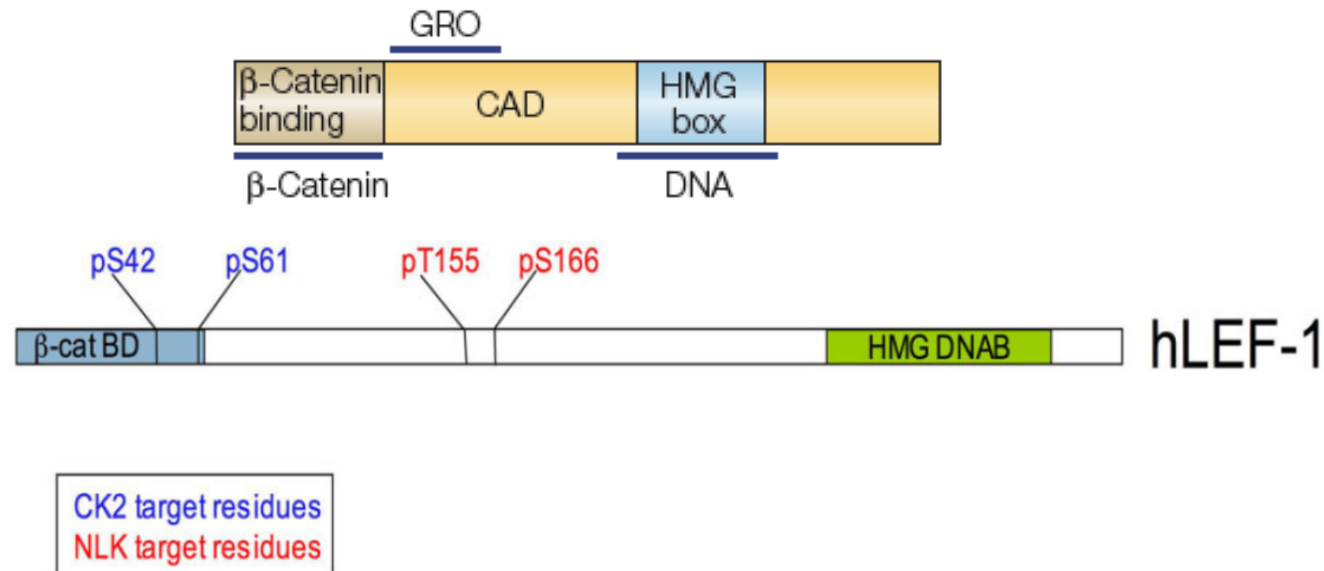 GRO
β-Catenin
binding
CAD
HMG
box
β-Catenin
DNA
pS42
pS61
pT155
pS166
β-cat BD
HMG DNAB
hLEF-1
CK2 target residues
NLK target residues